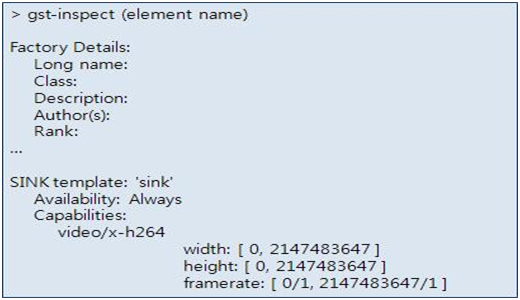 > gst-inspect (element name)
Factory Details:
Long name:
Class:
Description:
Author(s):
Rank:
...
SINK template: 'sink'
Availability: Always
Capabilities:
video/x-h264
width: [ 0, 2147483647 ]
height: [ 0, 2147483647 ]
framerate: [ 0/1, 2147483647/1 ]